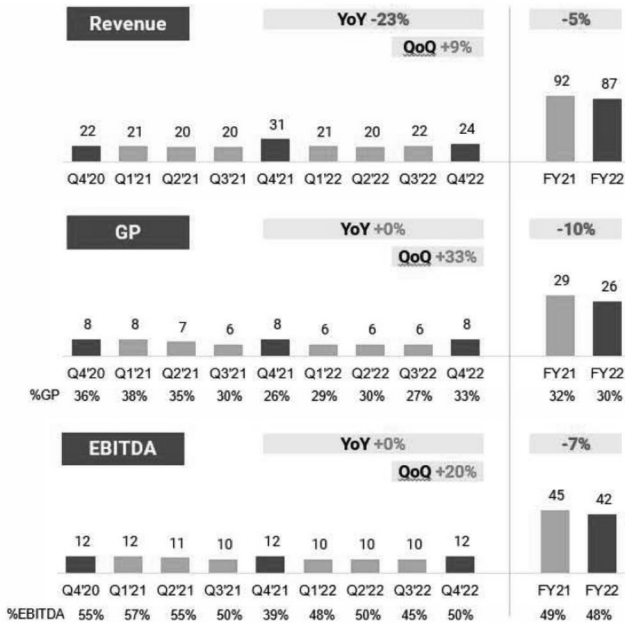 Revenue YoY -23% -5%
QoQ +9%
92 87
22 21 20 20 31 21 20 22 24
Q4'20 Q1'21 Q2'21 Q3'21 Q4'21 Q1'22 Q2'22 Q3'22 Q4'22 FY21 FY22
GP YoY +0% -10%
QoQ +33%
29 26
8 8 7 6 8 6 6 6 8
Q4'20 Q1'21 Q2'21 Q3'21 Q4'21 Q1'22 Q2'22 Q3'22 Q4'22 FY21 FY22
%GP 36% 38% 35% 30% 26% 29% 30% 27% 33% 32% 30%
EBITDA YoY +0% -7%
QoQ +20%
45 42
12 12 11 10 12 10 10 10 12
Q4'20 Q1'21 Q2'21 Q3'21 Q4'21 Q1'22 Q2'22 Q3'22 Q4'22 FY21 FY22
%EBITDA 55% 57% 55% 50% 39% 48% 50% 45% 50% 49% 48%